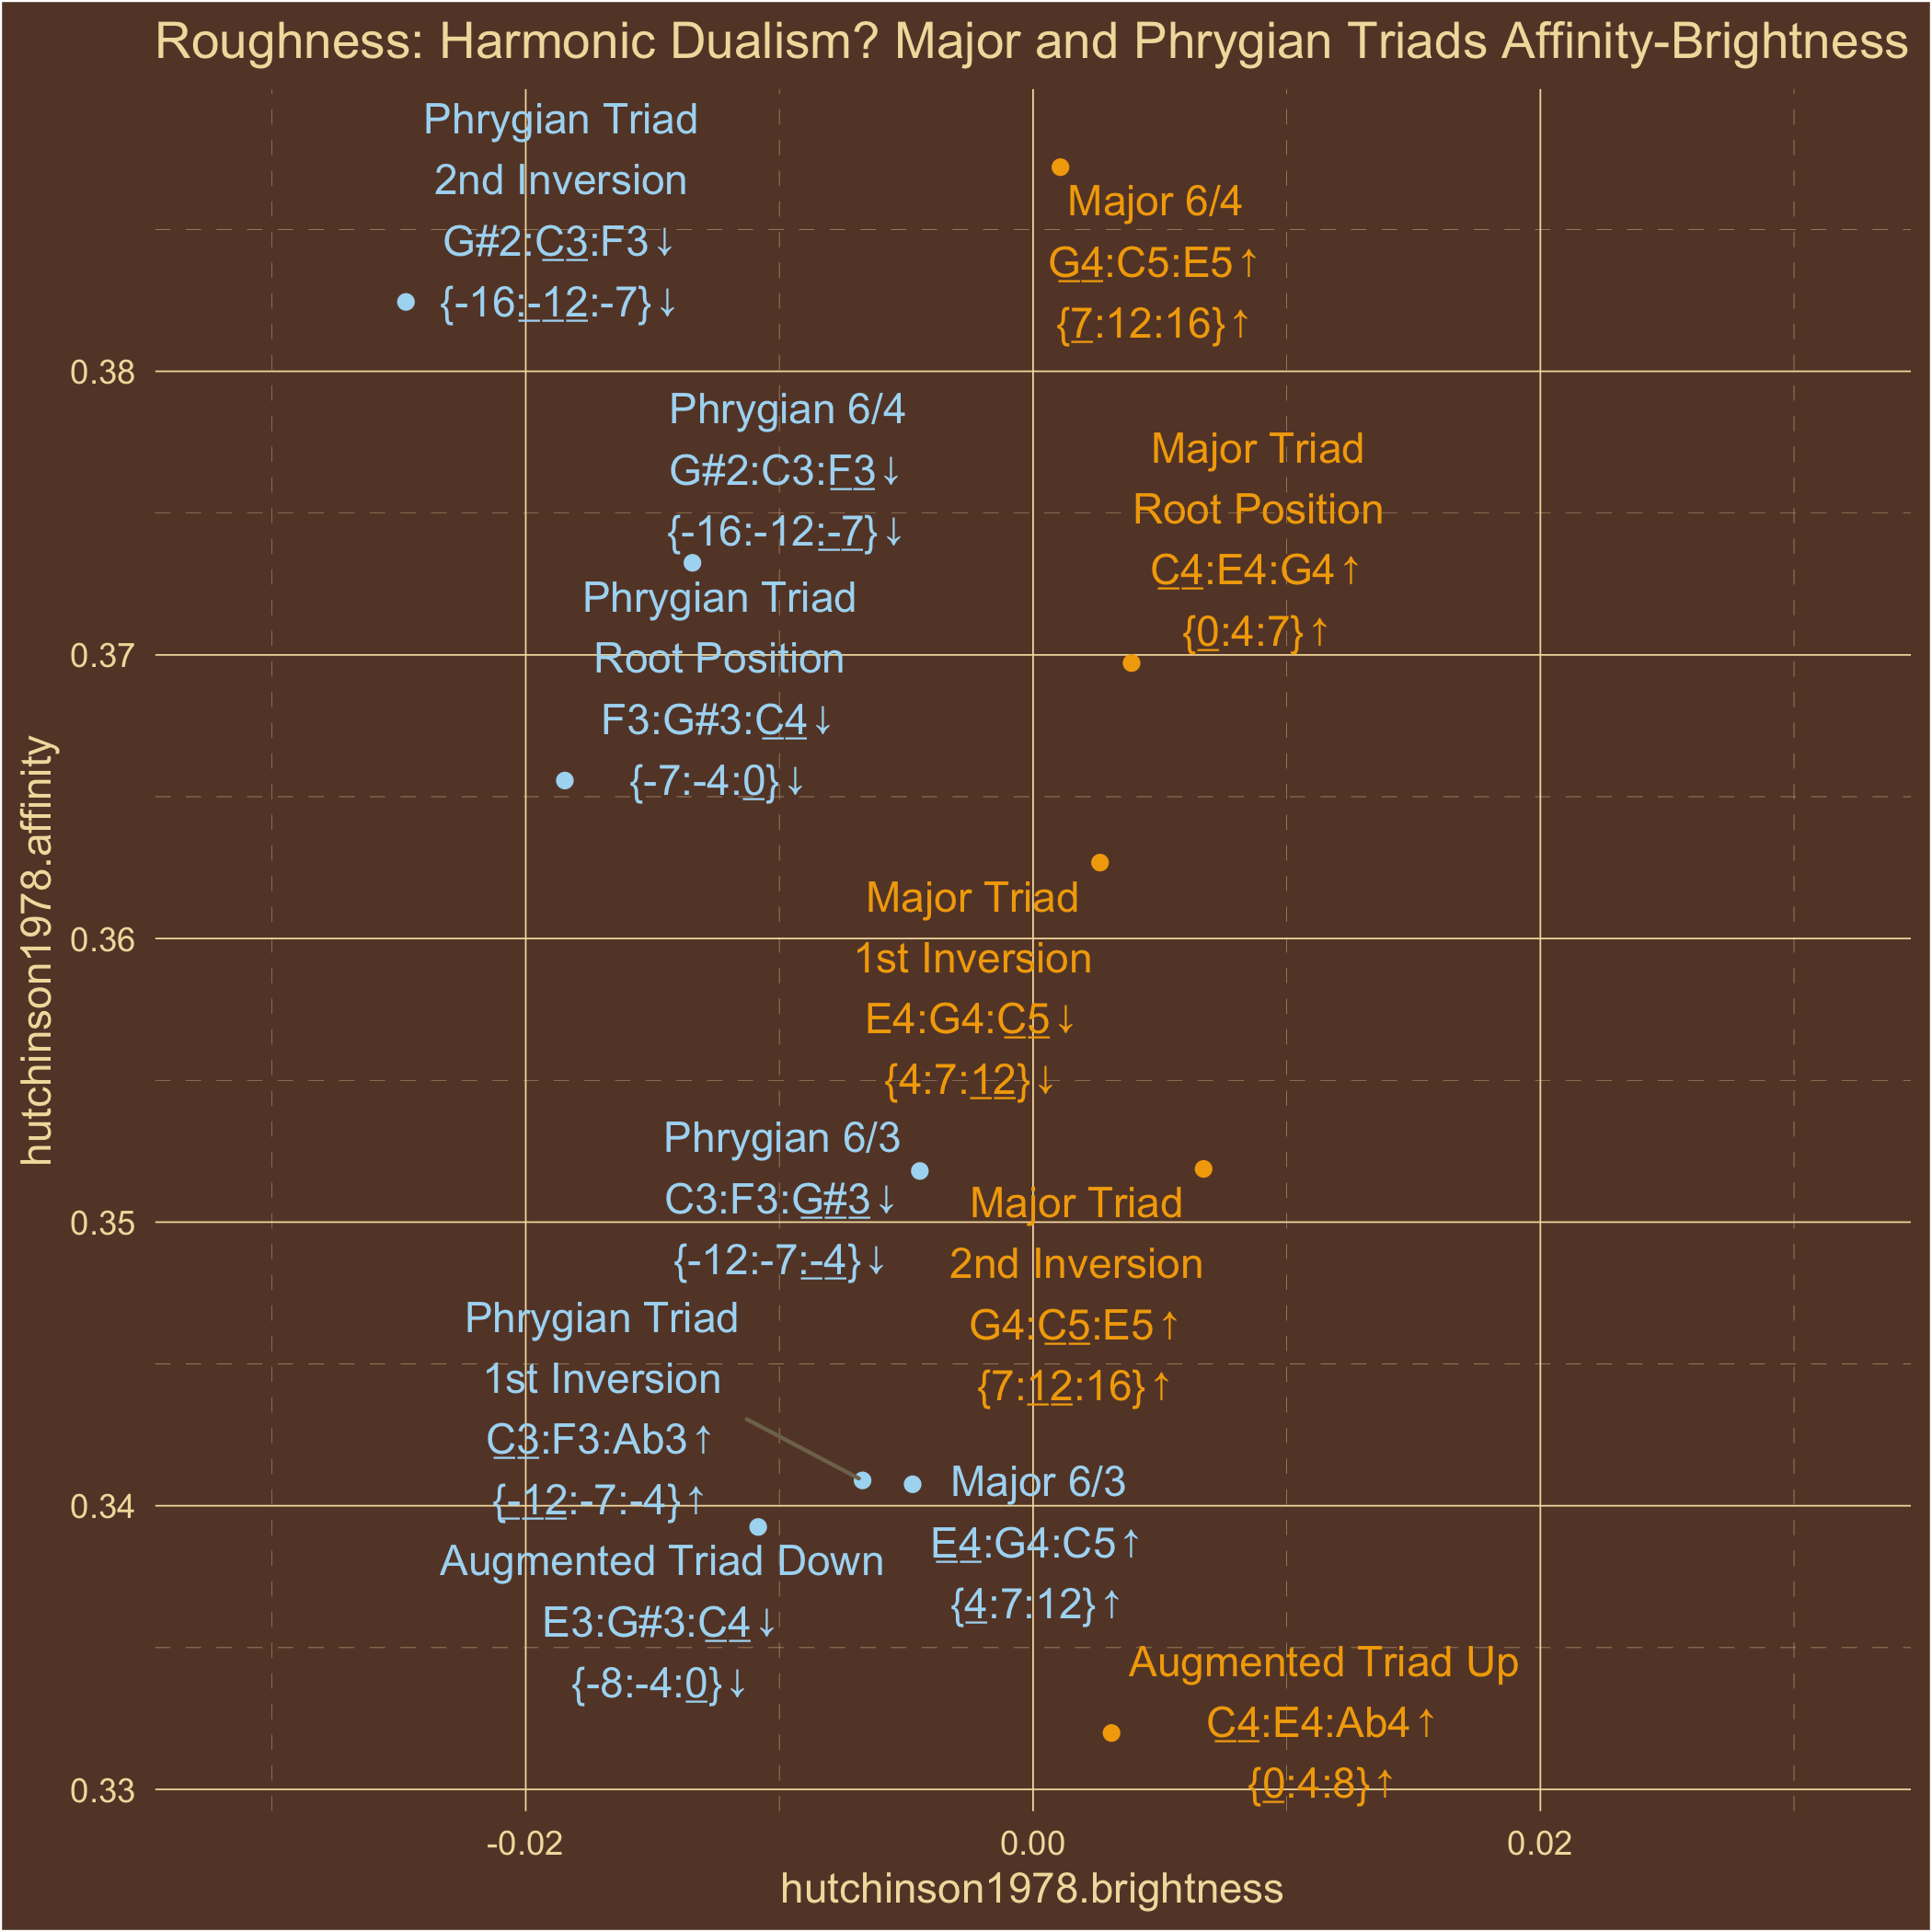 Roughness: Harmonic Dualism? Major and Phrygian Triads Affinity-Brightness
Phrygian Triad
2nd Inversion
G#2:C3:F3↓
{-16:-12:-7}↓
Major 6/4
G4:C5:E5↑
{7:12:16}↑
Phrygian 6/4
G#2:C3:F3↓
{-16:-12:-7}↓
Major Triad
Root Position
C4:E4:G4↑
{0:4:7}↑
Phrygian Triad
Root Position
F3:G#3:C4↓
{-7:-4:0}↓
Major Triad
1st Inversion
E4:G4:C5↓
{4:7:12}↓
Phrygian 6/3
C3:F3:G#3↓
{-12:-7:-4}↓
Major Triad
2nd Inversion
G4:C5:E5↑
{7:12:16}↑
Phrygian Triad
1st Inversion
C3:F3:Ab3↑
{-12:-7:-4}↑
Major 6/3
E4:G4:C5↑
{4:7:12}↑
Augmented Triad Down
E3:G#3:C4↓
{-8:-4:0}↓
Augmented Triad Up
C4:E4:Ab4↑
{0:4:8}↑
0.38
0.37
0.36
0.35
0.34
0.33
hutchinson1978.affinity
-0.02
0.00
0.02
hutchinson1978.brightness